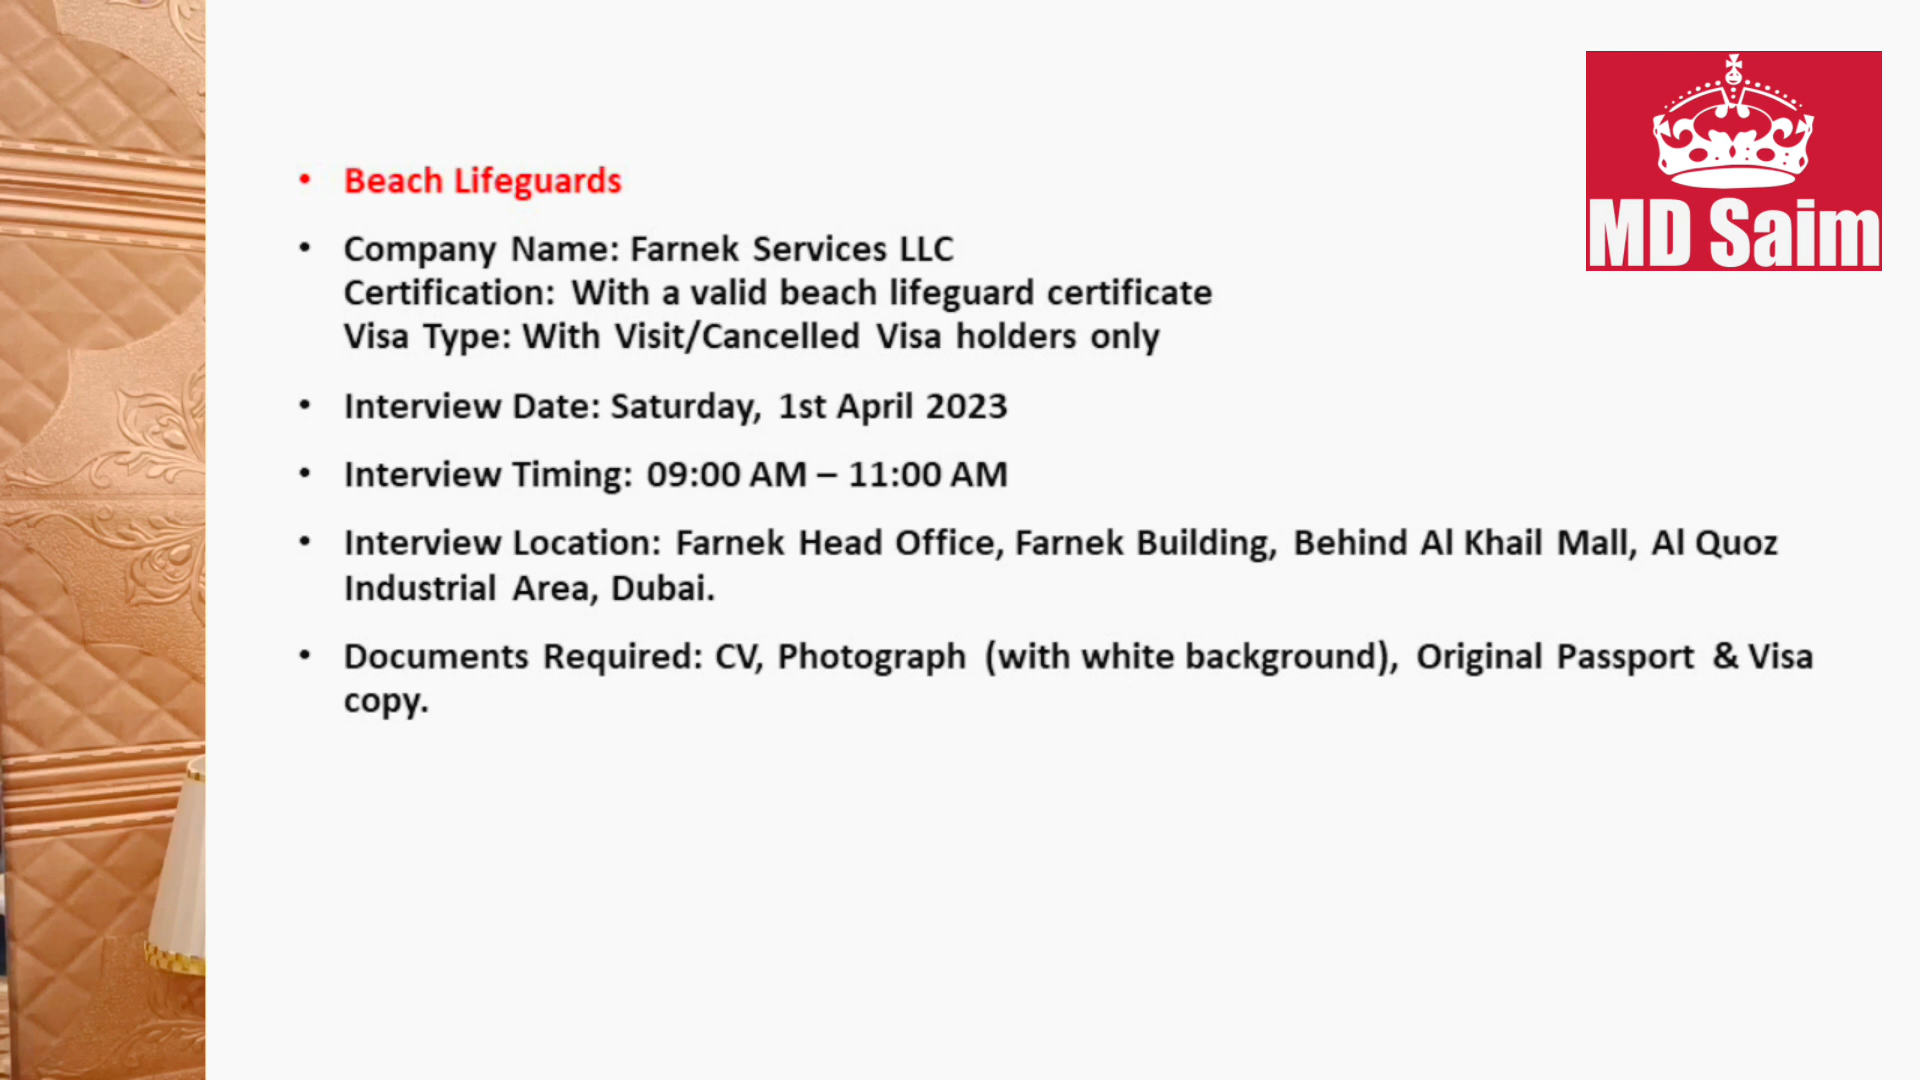 MD Saim
• Beach Lifeguards
• Company Name: Farnek Services LLC
Certification: With a valid beach lifeguard certificate
Visa Type: With Visit/Cancelled Visa holders only
• Interview Date: Saturday, 1st April 2023
• Interview Timing: 09:00 AM – 11:00 AM
• Interview Location: Farnek Head Office, Farnek Building, Behind Al Khail Mall, Al Quoz
Industrial Area, Dubai.
• Documents Required: CV, Photograph (with white background), Original Passport & Visa
copy.